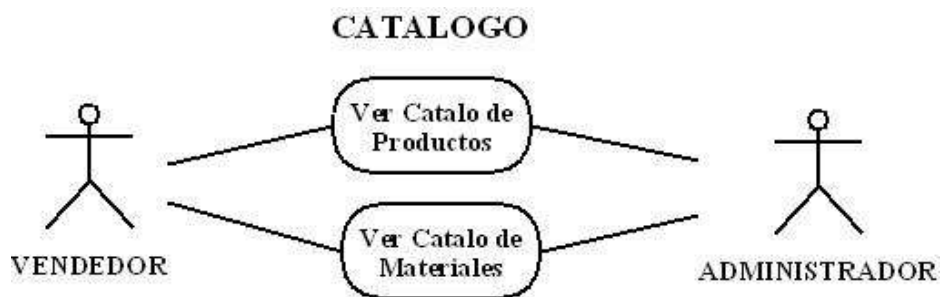 CATALOGO
Ver Catalo de
Productos
Ver Catalo de
Materiales
VENDEDOR
ADMINISTRADOR